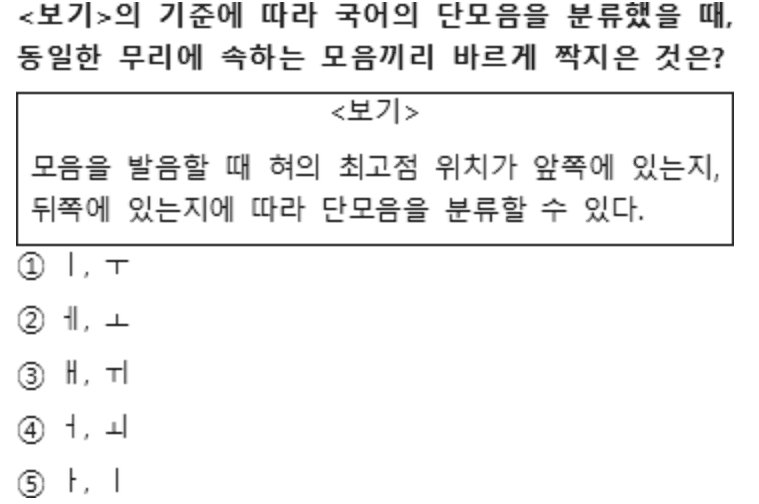 <보기>의 기준에 따라 국어의 단모음을 분류했을 때,
동일한 무리에 속하는 모음끼리 바르게 짝지은 것은?
<보기>
모음을 발음할 때 혀의 최고점 위치가 앞쪽에 있는지,
뒤쪽에 있는지에 따라 단모음을 분류할 수 있다.
① ㅣ, ㅜ
② ㅔ, ㅗ
③ ㅐ, ㅟ
④ ㅓ, ㅚ
⑤ ㅏ, ㅣ